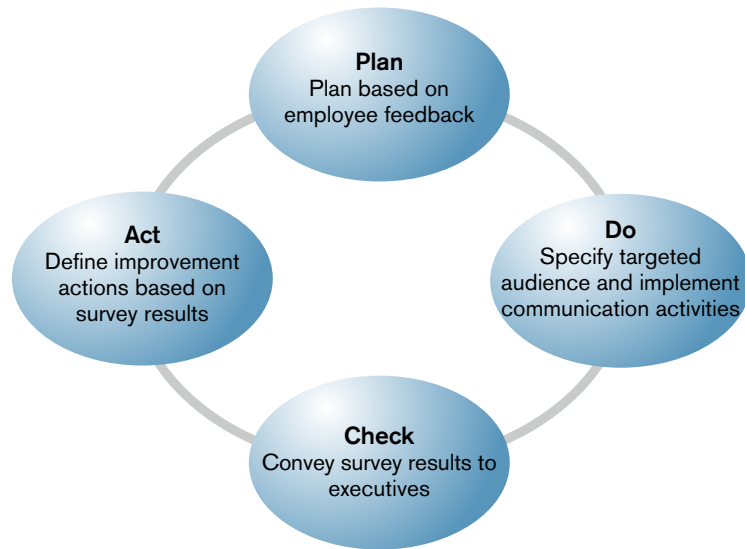 Plan
Plan based on
employee feedback
Do
Specify targeted
audience and implement
communication activities
Check
Convey survey results to
executives
Act
Define improvement
actions based on
survey results